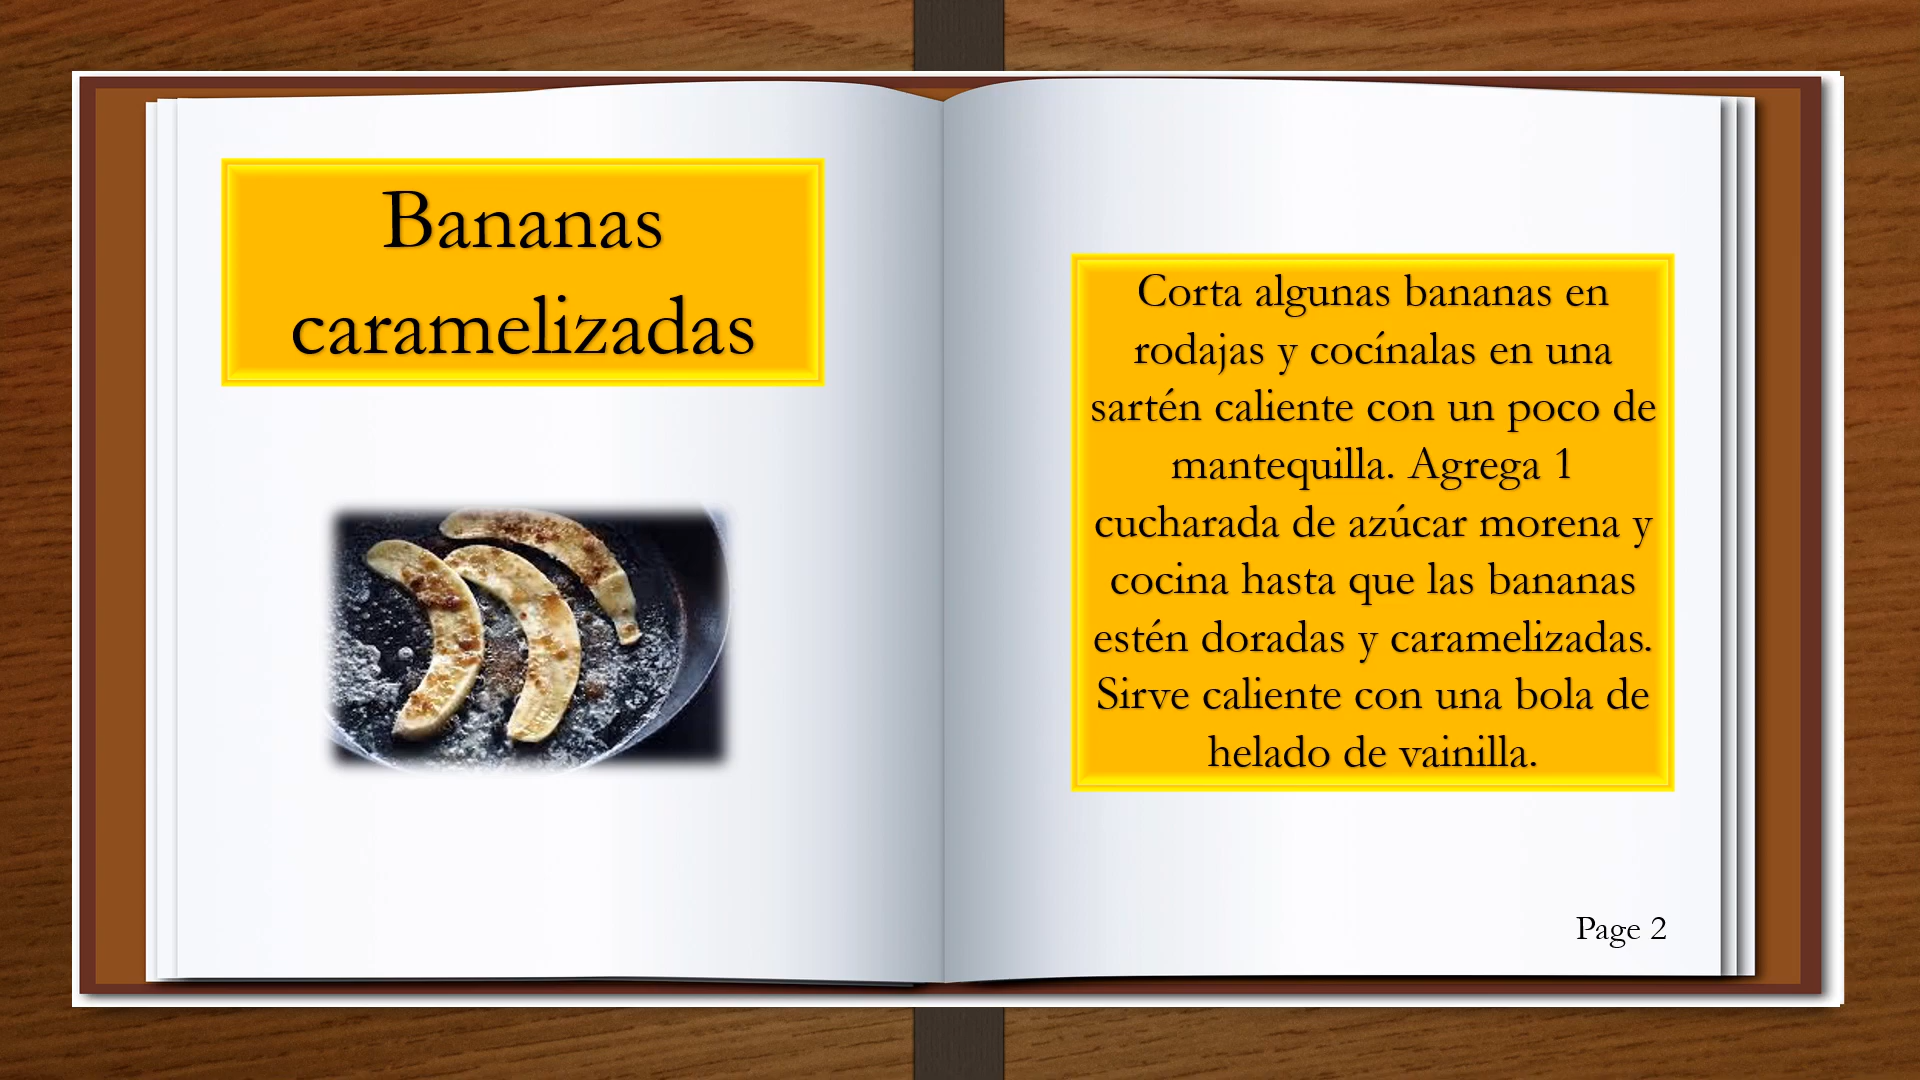 Bananas
caramelizadas
Corta algunas bananas en
rodajas y cocínalas en una
sartén caliente con un poco de
mantequilla. Agrega 1
cucharada de azúcar morena y
cocina hasta que las bananas
estén doradas y caramelizadas.
Sirve caliente con una bola de
helado de vainilla.
Page 2